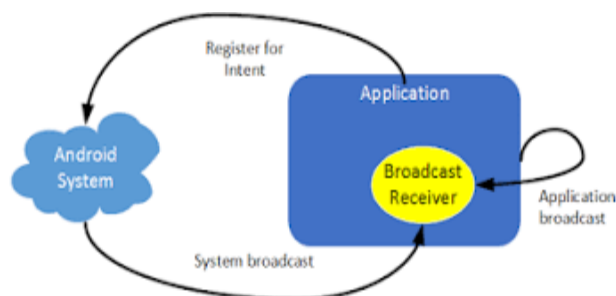 Register for
Intent
Application
Android
System
Broadcast
Receiver
Application
broadcast
System broadcast